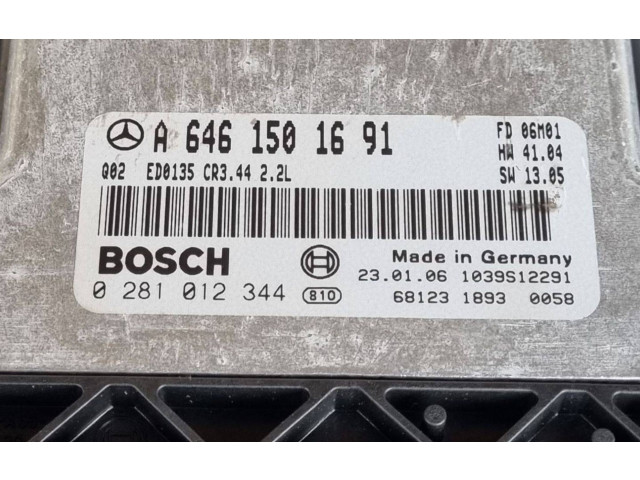 A 646 150 16 91
FD 06M01
HW 41.04
Q02 ED0135 CR3.44 2.2L
SW 13.05
BOSCH
Made in Germany
23.01.06 1039S12291
0 281 012 344 810
68123 1893 0058